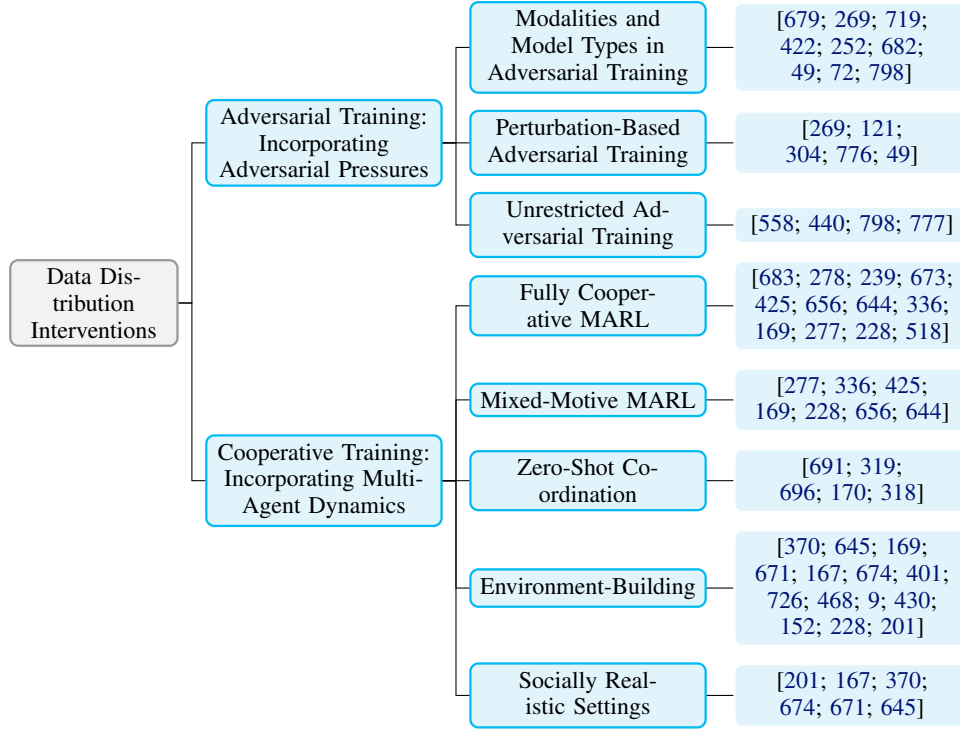 Data Dis-
tribution
Interventions
Adversarial Training:
Incorporating
Adversarial Pressures
Modalities and
Model Types in
Adversarial Training
[679; 269; 719;
422; 252; 682;
49; 72; 798]
Perturbation-Based
Adversarial Training
[269; 121;
304; 776; 49]
Unrestricted Ad-
versarial Training
[558; 440; 798; 777]
Cooperative Training:
Incorporating Multi-
Agent Dynamics
Fully Cooper-
ative MARL
[683; 278; 239; 673;
425; 656; 644; 336;
169; 277; 228; 518]
Mixed-Motive MARL
[277; 336; 425;
169; 228; 656; 644]
Zero-Shot Co-
ordination
[691; 319;
696; 170; 318]
Environment-Building
[370; 645; 169;
671; 167; 674; 401;
726; 468; 9; 430;
152; 228; 201]
Socially Real-
istic Settings
[201; 167; 370;
674; 671; 645]